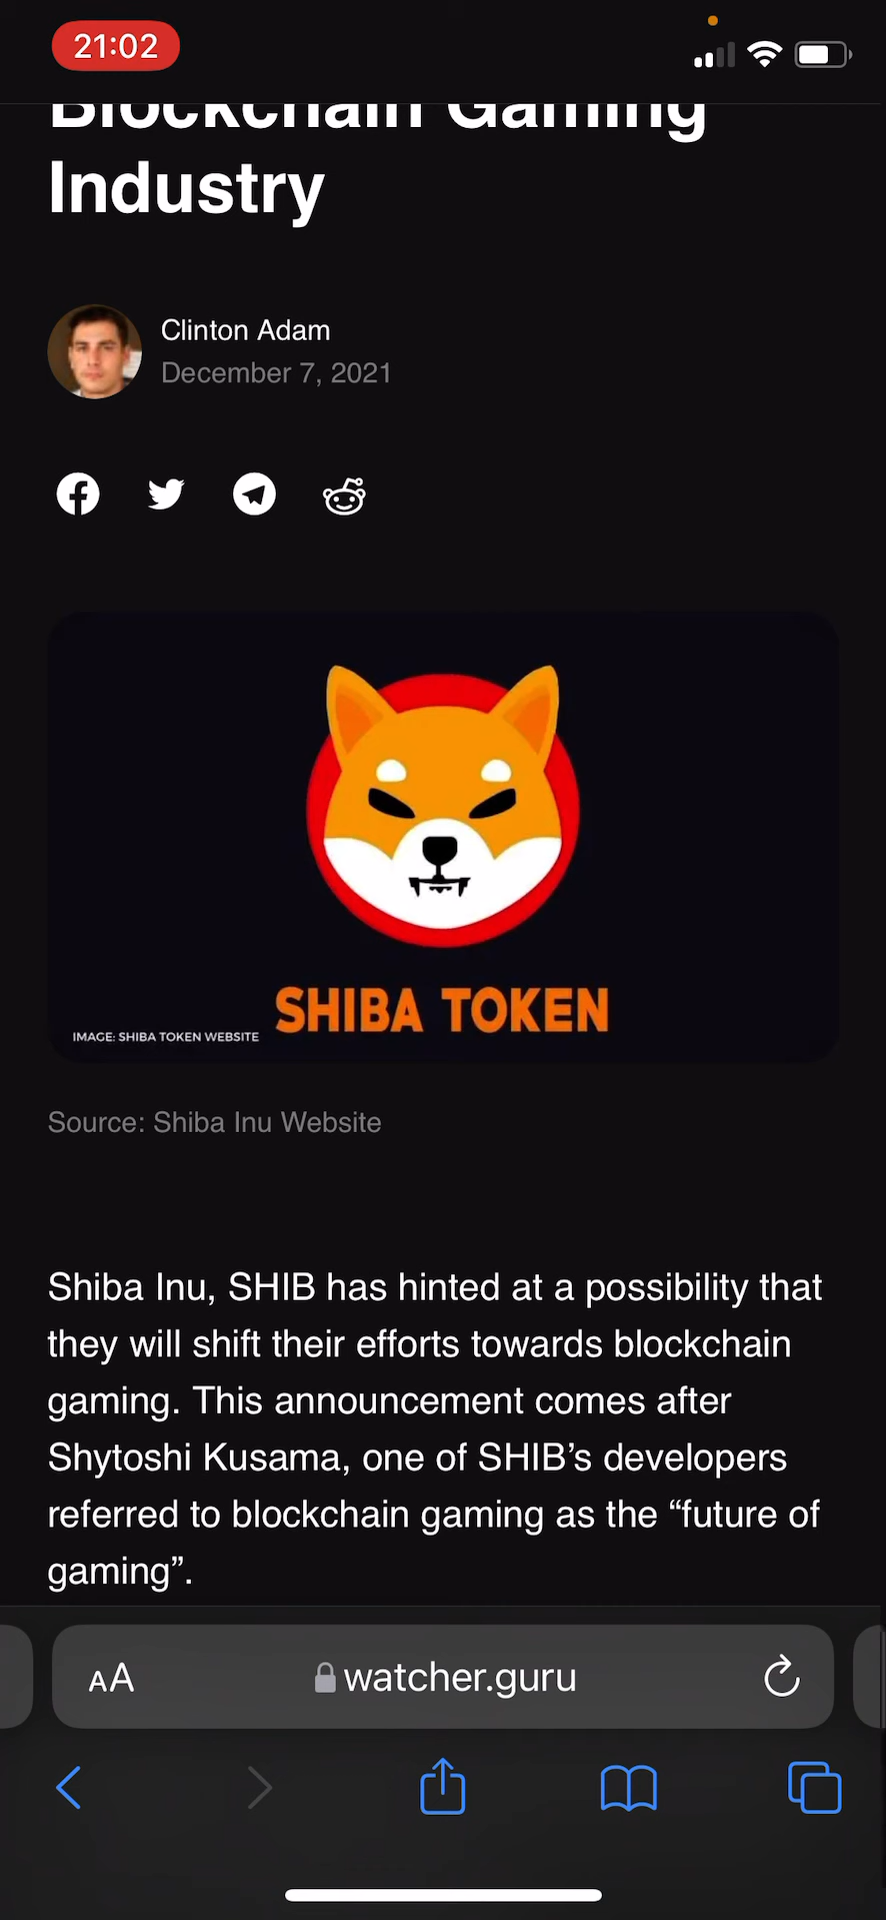 21:02
Blockchain Gaming
Industry
Clinton Adam
December 7, 2021
SHIBA TOKEN
IMAGE: SHIBA TOKEN WEBSITE
Source: Shiba Inu Website
Shiba Inu, SHIB has hinted at a possibility that
they will shift their efforts towards blockchain
gaming. This announcement comes after
Shytoshi Kusama, one of SHIB’s developers
referred to blockchain gaming as the “future of
gaming”.
AA
watcher.guru